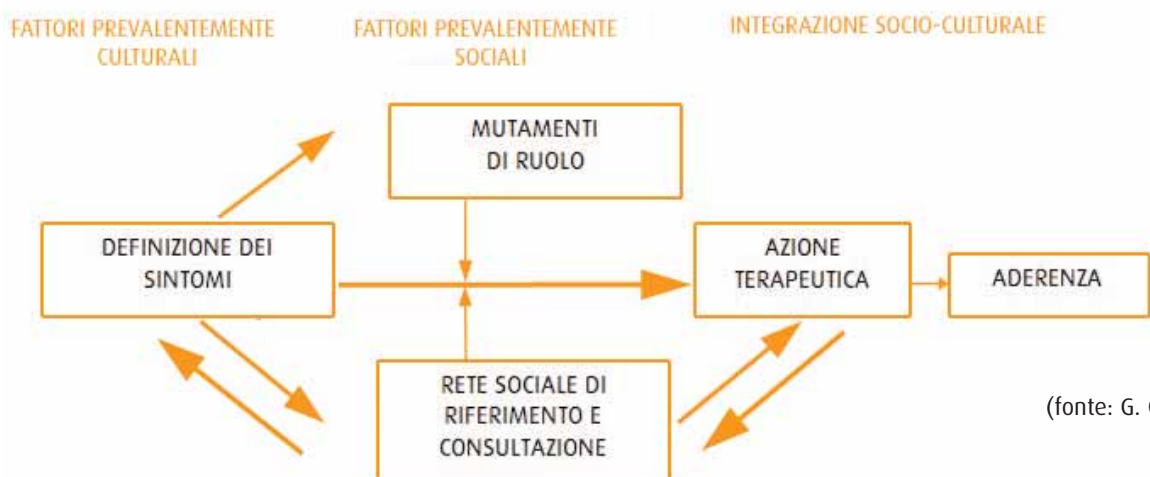 FATTORI PREVALENTEMENTE
CULTURALI
FATTORI PREVALENTEMENTE
SOCIALI
INTEGRAZIONE SOCIO-CULTURALE
MUTAMENTI
DI RUOLO
DEFINIZIONE DEI
SINTOMI
AZIONE
TERAPEUTICA
ADERENZA
RETE SOCIALE DI
RIFERIMENTO E
CONSULTAZIONE
(fonte: G.